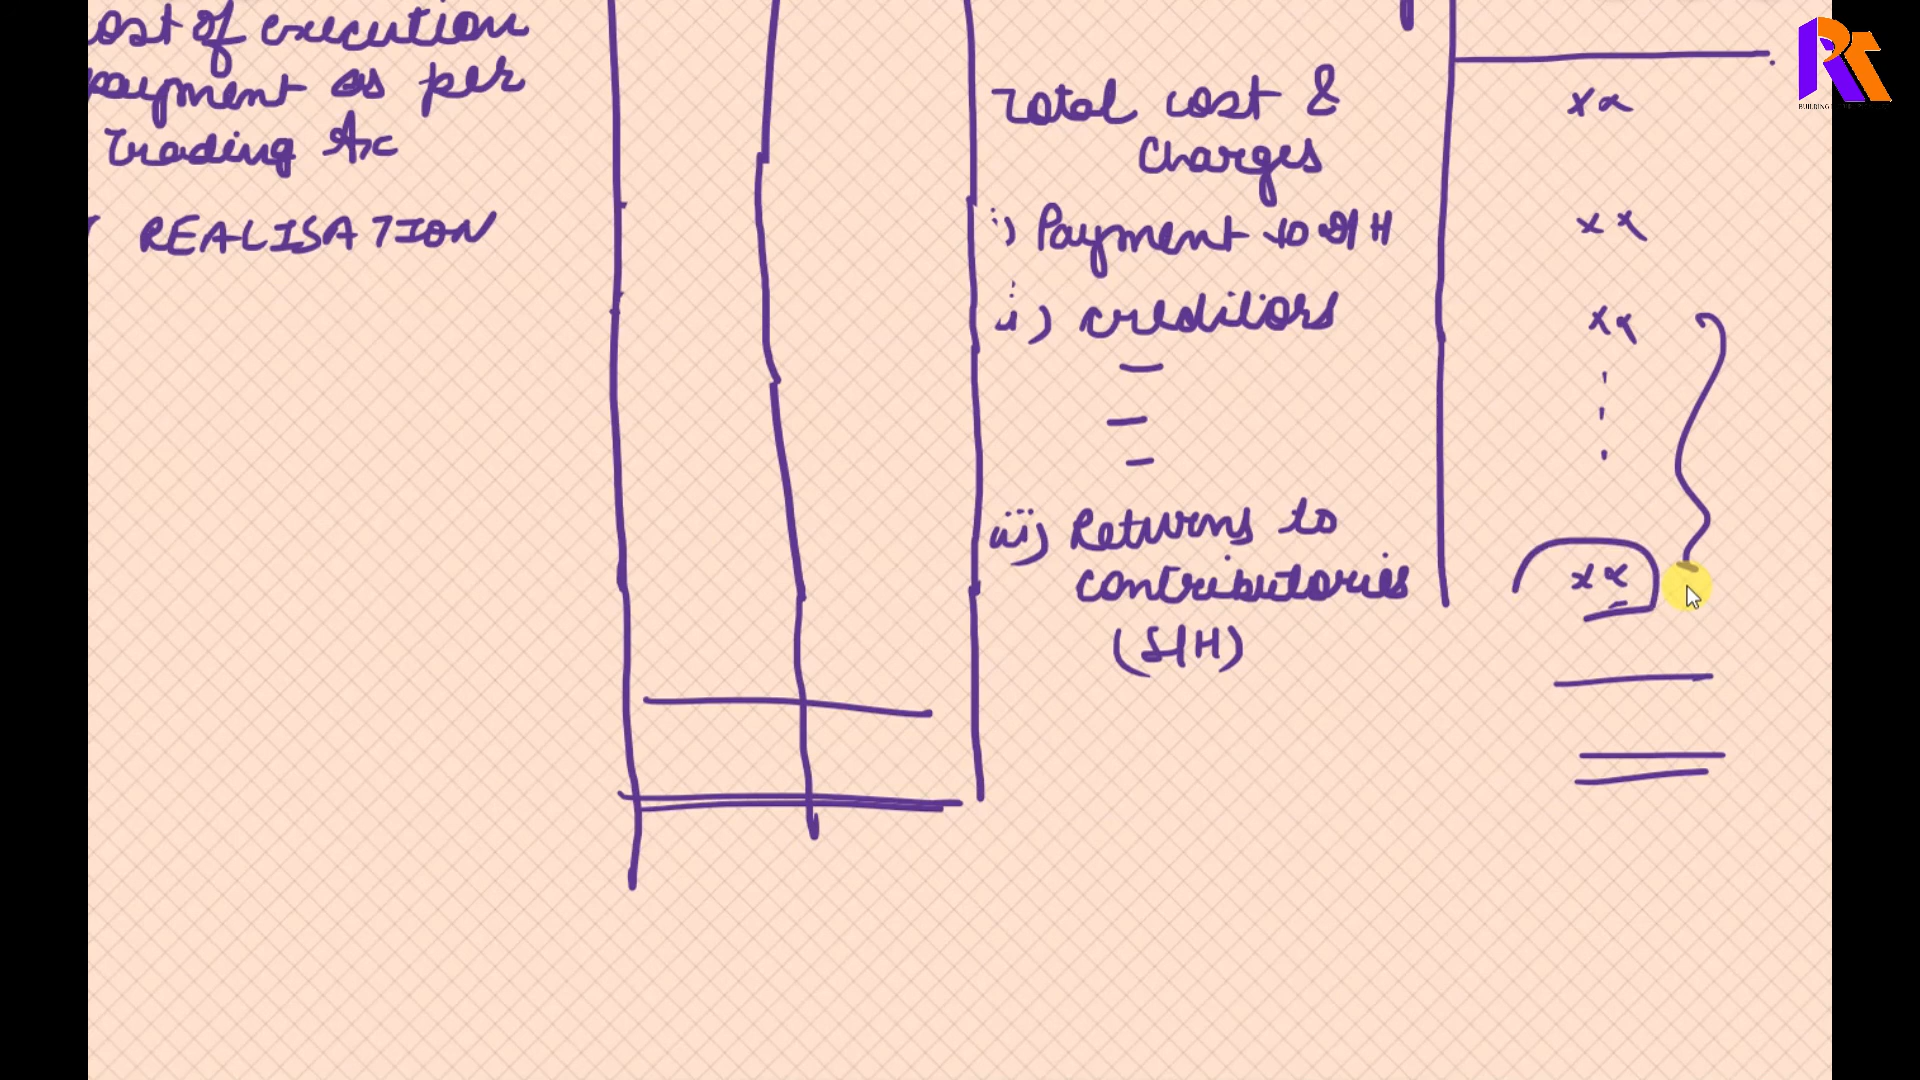 ost of execution
payment as per
Trading A/c
REALISATION
Total cost &
Charges
xx
i) Payment to D/H
xx
ii) creditors
xx
iii) Returns to
contributories
xx
(S/H)